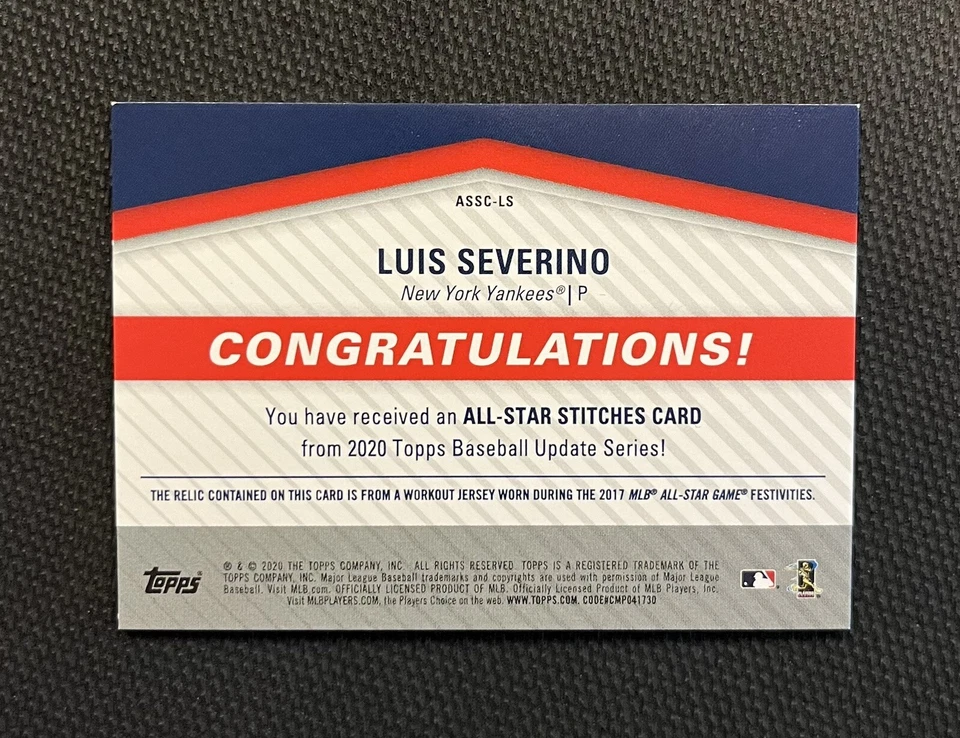 ASSC-LS
LUIS SEVERINO
New York Yankees® | P
CONGRATULATIONS!
You have received an ALL-STAR STITCHES CARD
from 2020 Topps Baseball Update Series!
THE RELIC CONTAINED ON THIS CARD IS FROM A WORKOUT JERSEY WORN DURING THE 2017 MLB® ALL-STAR GAME® FESTIVITIES.
topps®
® & © 2020 THE TOPPS COMPANY, INC. ALL RIGHTS RESERVED. TOPPS IS A REGISTERED TRADEMARK OF THE
TOPPS COMPANY, INC. Major League Baseball trademarks and copyrights are used with permission of Major League
Baseball. Visit MLB.com. OFFICIALLY LICENSED PRODUCT OF MLB. Officially Licensed Product of MLB Players, Inc.
Visit MLBPLAYERS.COM, the Players Choice on the web. WWW.TOPPS.COM. CODE#CMP041730